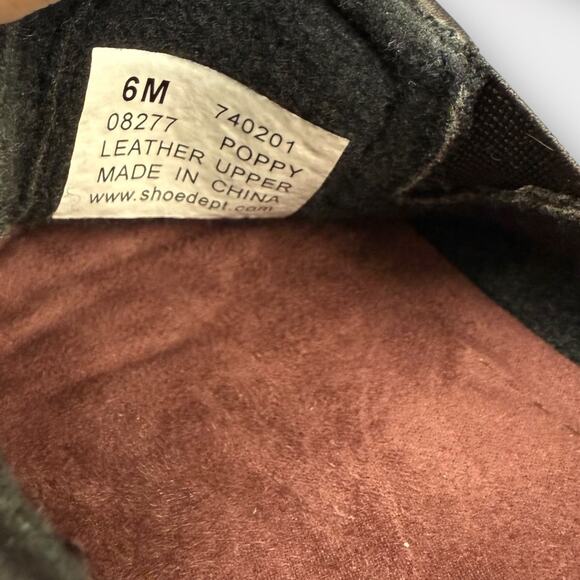 6M 740201
08277 POPPY
LEATHER UPPER
MADE IN CHINA
www.shoedept.com